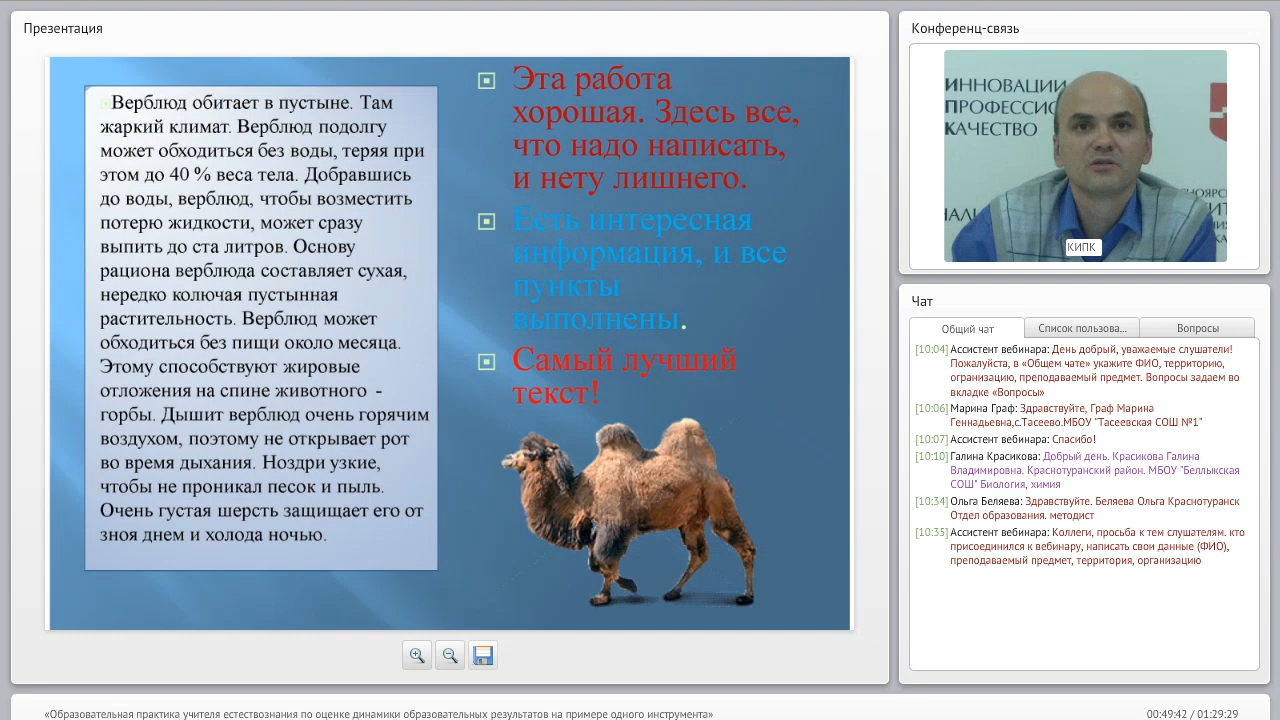 Презентация
Верблюд обитает в пустыне. Там
жаркий климат. Верблюд подолгу
может обходиться без воды, теряя при
этом до 40 % веса тела. Добравшись
до воды, верблюд, чтобы возместить
потерю жидкости, может сразу
выпить до ста литров. Основу
рациона верблюда составляет сухая,
нередко колючая пустынная
растительность. Верблюд может
обходиться без пищи около месяца.
Этому способствуют жировые
отложения на спине животного  -
горбы. Дышит верблюд очень горячим
воздухом, поэтому не открывает рот
во время дыхания. Ноздри узкие,
чтобы не проникал песок и пыль.
Очень густая шерсть защищает его от
зноя днем и холода ночью.
Эта работа
хорошая. Здесь все,
что надо написать,
и нету лишнего.
Есть интересная
информация, и все
пункты
выполнены.
Самый лучший
текст!
Конференц-связь
ИННОВАЦИИ
ПРОФЕССИО
КАЧЕСТВО
КИПК
Чат
Общий чат
Список пользова...
Вопросы
[10:04] Ассистент вебинара: День добрый, уважаемые слушатели!
Пожалуйста, в «Общем чате» укажите ФИО, территорию,
огранизацию, преподаваемый предмет. Вопросы задаем во
вкладке «Вопросы»
[10:06] Марина Граф: Здравствуйте, Граф Марина
Геннадьевна,с.Тасеево.МБОУ "Тасеевская СОШ №1"
[10:07] Ассистент вебинара: Спасибо!
[10:10] Галина Красикова: Добрый день. Красикова Галина
Владимировна. Краснотуранский район. МБОУ "Беллыкская
СОШ" Биология, химия
[10:34] Ольга Беляева: Здравствуйте. Беляева Ольга Краснотуранск
Отдел образования. методист
[10:35] Ассистент вебинара: Коллеги, просьба к тем слушателям. кто
присоединился к вебинару, написать свои данные (ФИО),
преподаваемый предмет, территория, организацию
«Образовательная практика учителя естествознания по оценке динамики образовательных результатов на примере одного инструмента»
00:49:42 / 01:29:29